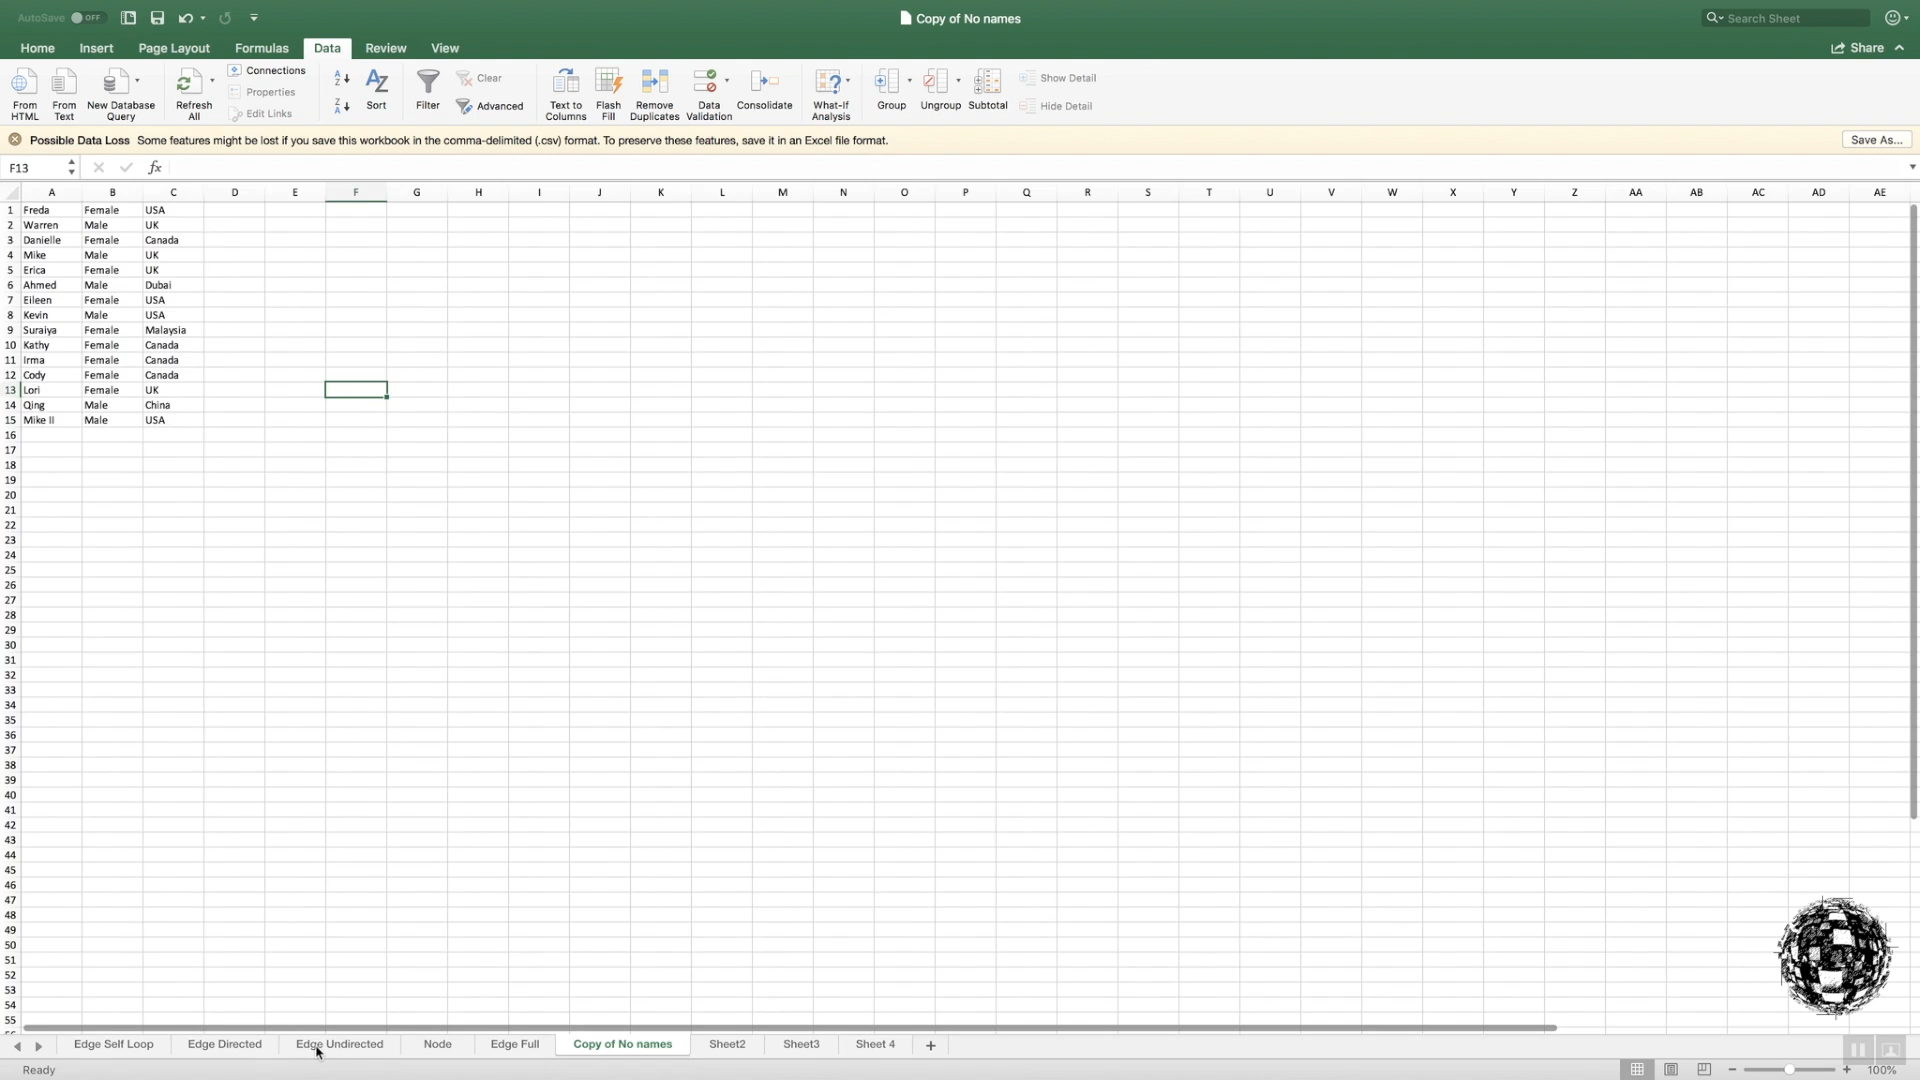 AutoSave OFF
Copy of No names
Search Sheet
Home Insert Page Layout Formulas Data Review View
Share
From HTML
From Text
New Database Query
Refresh All
Connections
Properties
Edit Links
Sort
Filter
Clear
Advanced
Text to Columns
Flash Fill
Remove Duplicates
Data Validation
Consolidate
What-If Analysis
Group
Ungroup
Subtotal
Show Detail
Hide Detail
Possible Data Loss Some features might be lost if you save this workbook in the comma-delimited (.csv) format. To preserve these features, save it in an Excel file format.
Save As...
F13 fx
A B C D E F G H I J K L M N O P Q R S T U V W X Y Z AA AB AC AD AE
1 Freda Female USA
2 Warren Male UK
3 Danielle Female Canada
4 Mike Male UK
5 Erica Female UK
6 Ahmed Male Dubai
7 Eileen Female USA
8 Kevin Male USA
9 Suraiya Female Malaysia
10 Kathy Female Canada
11 Irma Female Canada
12 Cody Female Canada
13 Lori Female UK
14 Qing Male China
15 Mike II Male USA
16
17
18
19
20
21
22
23
24
25
26
27
28
29
30
31
32
33
34
35
36
37
38
39
40
41
42
43
44
45
46
47
48
49
50
51
52
53
54
55
Edge Self Loop Edge Directed Edge Undirected Node Edge Full Copy of No names Sheet2 Sheet3 Sheet 4
Ready
100%